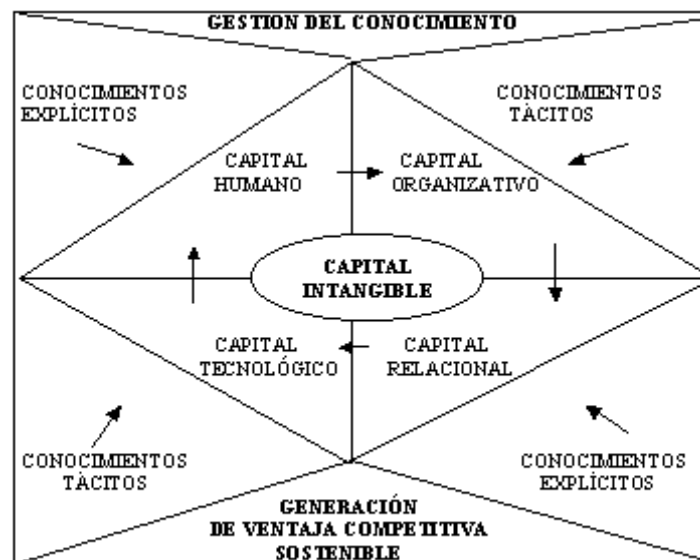 GESTION DEL CONOCIMIENTO
CONOCIMIENTOS
EXPLÍCITOS
CONOCIMIENTOS
TÀCITOS
CAPITAL
HUMANO
CAPITAL
ORGANIZATIVO
CAPITAL
INTANGIBLE
CAPITAL
TECNOLÓGICO
CAPITAL
RELACIONAL
CONOCIMIENTOS
TÀCITOS
CONOCIMIENTOS
EXPLÍCITOS
GENERACIÓN
DE VENTAJA COMPETITIVA
SOSTENIBLE